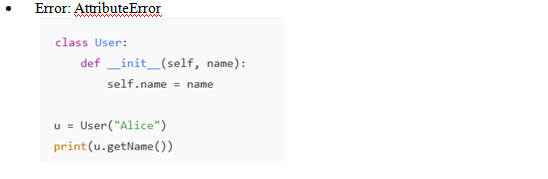 • Error: AttributeError
class User:
    def __init__(self, name):
        self.name = name
u = User("Alice")
print(u.getName())